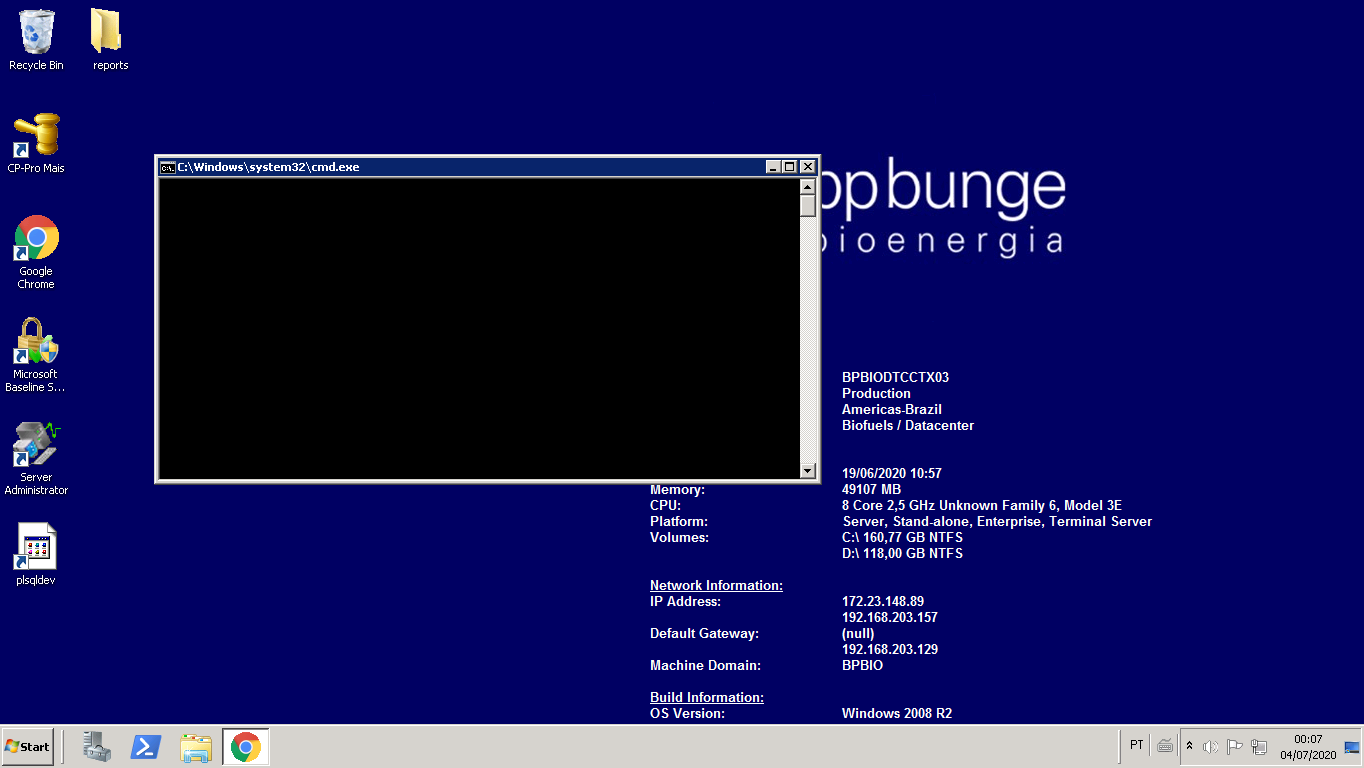 Recycle Bin
reports
CP-Pro Mais
Google
Chrome
Microsoft
Baseline S...
Server
Administrator
plsqldev
C:\Windows\system32\cmd.exe
bunge
BPBIODTCCTX03
Production
Americas-Brazil
Biofuels / Datacenter
19/06/2020 10:57
Memory: 49107 MB
CPU: 8 Core 2,5 GHz Unknown Family 6, Model 3E
Platform: Server, Stand-alone, Enterprise, Terminal Server
Volumes: C:\ 160,77 GB NTFS
D:\ 118,00 GB NTFS
Network Information:
IP Address: 172.23.148.89
192.168.203.157
Default Gateway: (null)
192.168.203.129
Machine Domain: BPBIO
Build Information:
OS Version: Windows 2008 R2
Start
PT
00:07
04/07/2020